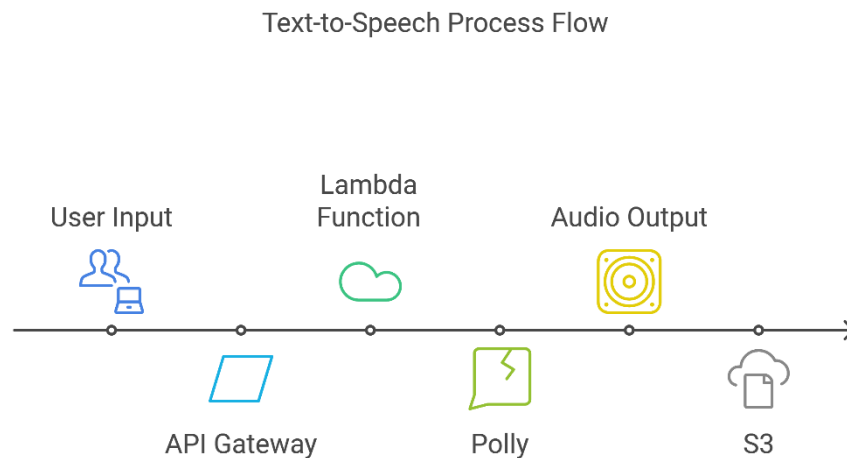 Text-to-Speech Process Flow
User Input
Lambda
Function
Audio Output
API Gateway
Polly
S3